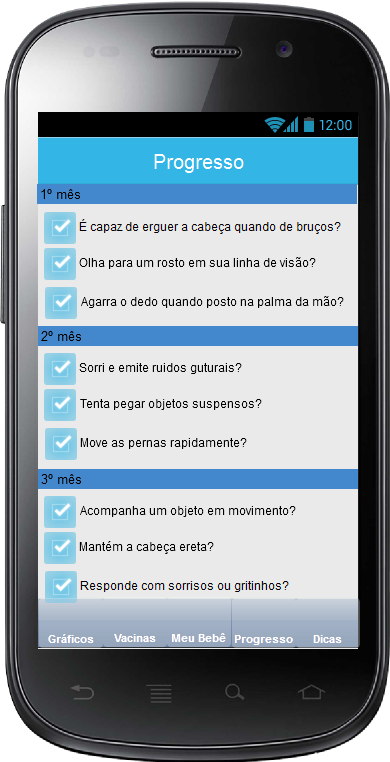 12:00
Progresso
1º mês
É capaz de erguer a cabeça quando de bruços?
Olha para um rosto em sua linha de visão?
Agarra o dedo quando posto na palma da mão?
2º mês
Sorri e emite ruidos guturais?
Tenta pegar objetos suspensos?
Move as pernas rapidamente?
3º mês
Acompanha um objeto em movimento?
Mantém a cabeça ereta?
Responde com sorrisos ou gritinhos?
Gráficos Vacinas Meu Bebê Progresso Dicas